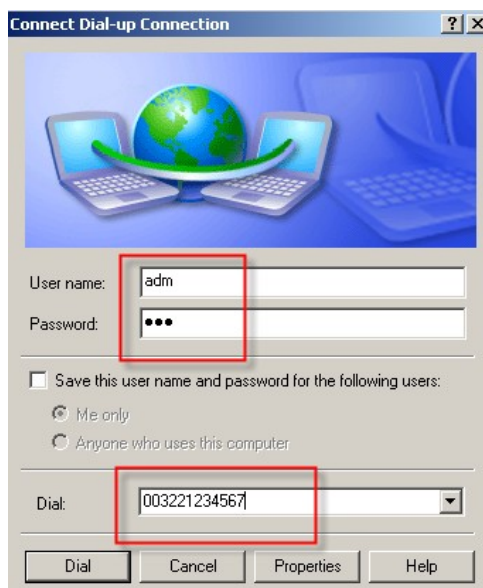 Connect Dial-up Connection
User name: adm
Password: •••
Save this user name and password for the following users:
Me only
Anyone who uses this computer
Dial: 003221234567
Dial Cancel Properties Help